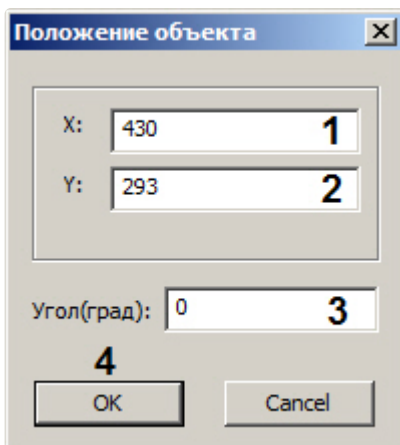 Положение объекта
X: 430 1
Y: 293 2
Угол(град): 0 3
4
OK Cancel